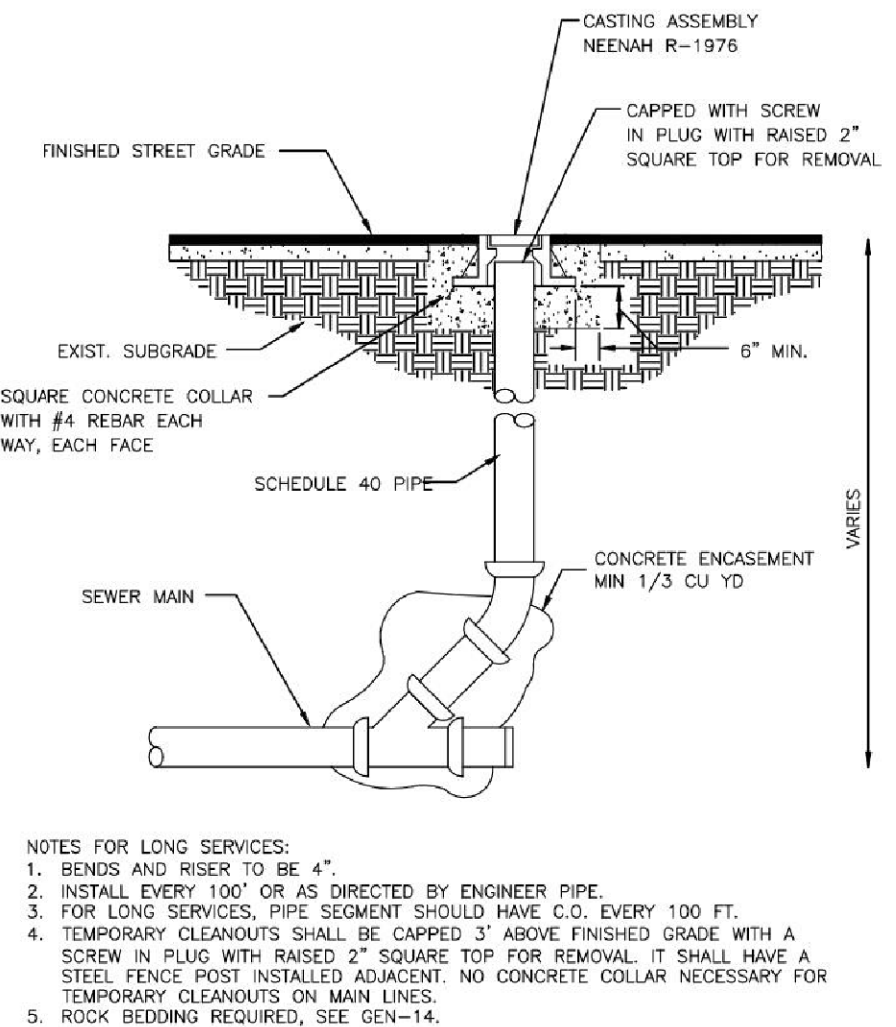 CASTING ASSEMBLY
NEENAH R-1976
CAPPED WITH SCREW
IN PLUG WITH RAISED 2"
SQUARE TOP FOR REMOVAL
FINISHED STREET GRADE
EXIST. SUBGRADE
6" MIN.
SQUARE CONCRETE COLLAR
WITH #4 REBAR EACH
WAY, EACH FACE
SCHEDULE 40 PIPE
VARIES
CONCRETE ENCASEMENT
MIN 1/3 CU YD
SEWER MAIN
NOTES FOR LONG SERVICES:
1. BENDS AND RISER TO BE 4".
2. INSTALL EVERY 100' OR AS DIRECTED BY ENGINEER PIPE.
3. FOR LONG SERVICES, PIPE SEGMENT SHOULD HAVE C.O. EVERY 100 FT.
4. TEMPORARY CLEANOUTS SHALL BE CAPPED 3' ABOVE FINISHED GRADE WITH A
SCREW IN PLUG WITH RAISED 2" SQUARE TOP FOR REMOVAL. IT SHALL HAVE A
STEEL FENCE POST INSTALLED ADJACENT. NO CONCRETE COLLAR NECESSARY FOR
TEMPORARY CLEANOUTS ON MAIN LINES.
5. ROCK BEDDING REQUIRED, SEE GEN-14.